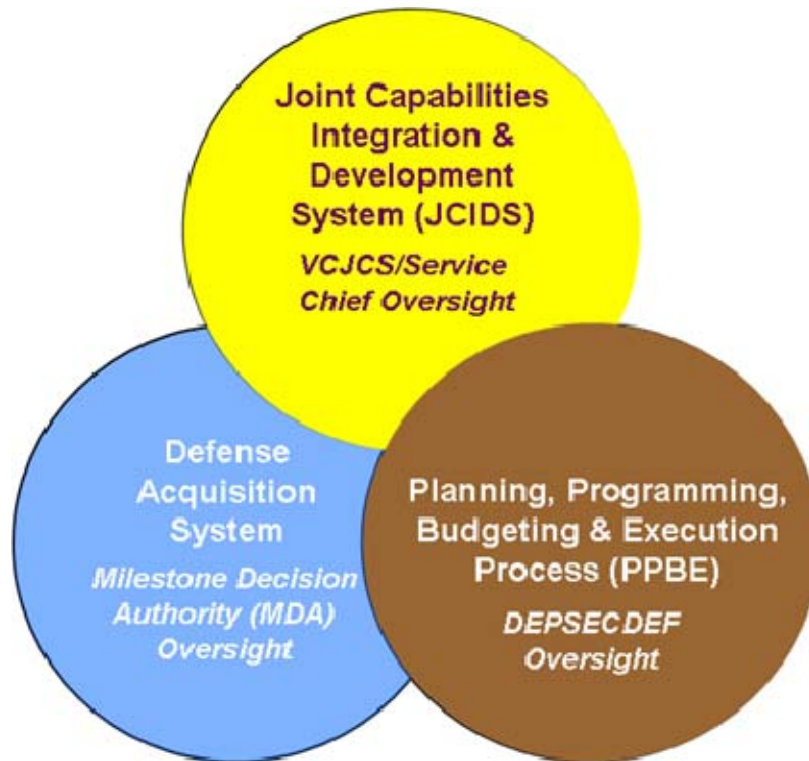 Joint Capabilities
Integration &
Development
System (JCIDS)
VCJCS/Service
Chief Oversight
Defense
Acquisition
System
Milestone Decision
Authority (MDA)
Oversight
Planning, Programming,
Budgeting & Execution
Process (PPBE)
DEPSECDEF
Oversight